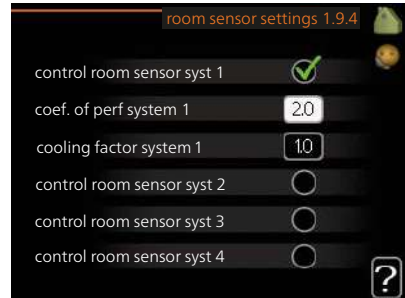 room sensor settings 1.9.4
control room sensor syst 1
coef. of perf system 1 2.0
cooling factor system 1 1.0
control room sensor syst 2
control room sensor syst 3
control room sensor syst 4
?